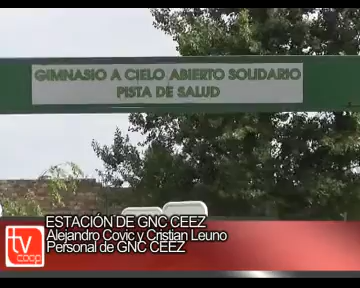 GIMNASIO A CIELO ABIERTO SOLIDARIO
PISTA DE SALUD
ESTACIÓN DE GNC CEEZ
Alejandro Covic y Cristian Leuno
Personal de GNC CEEZ
tv
coop